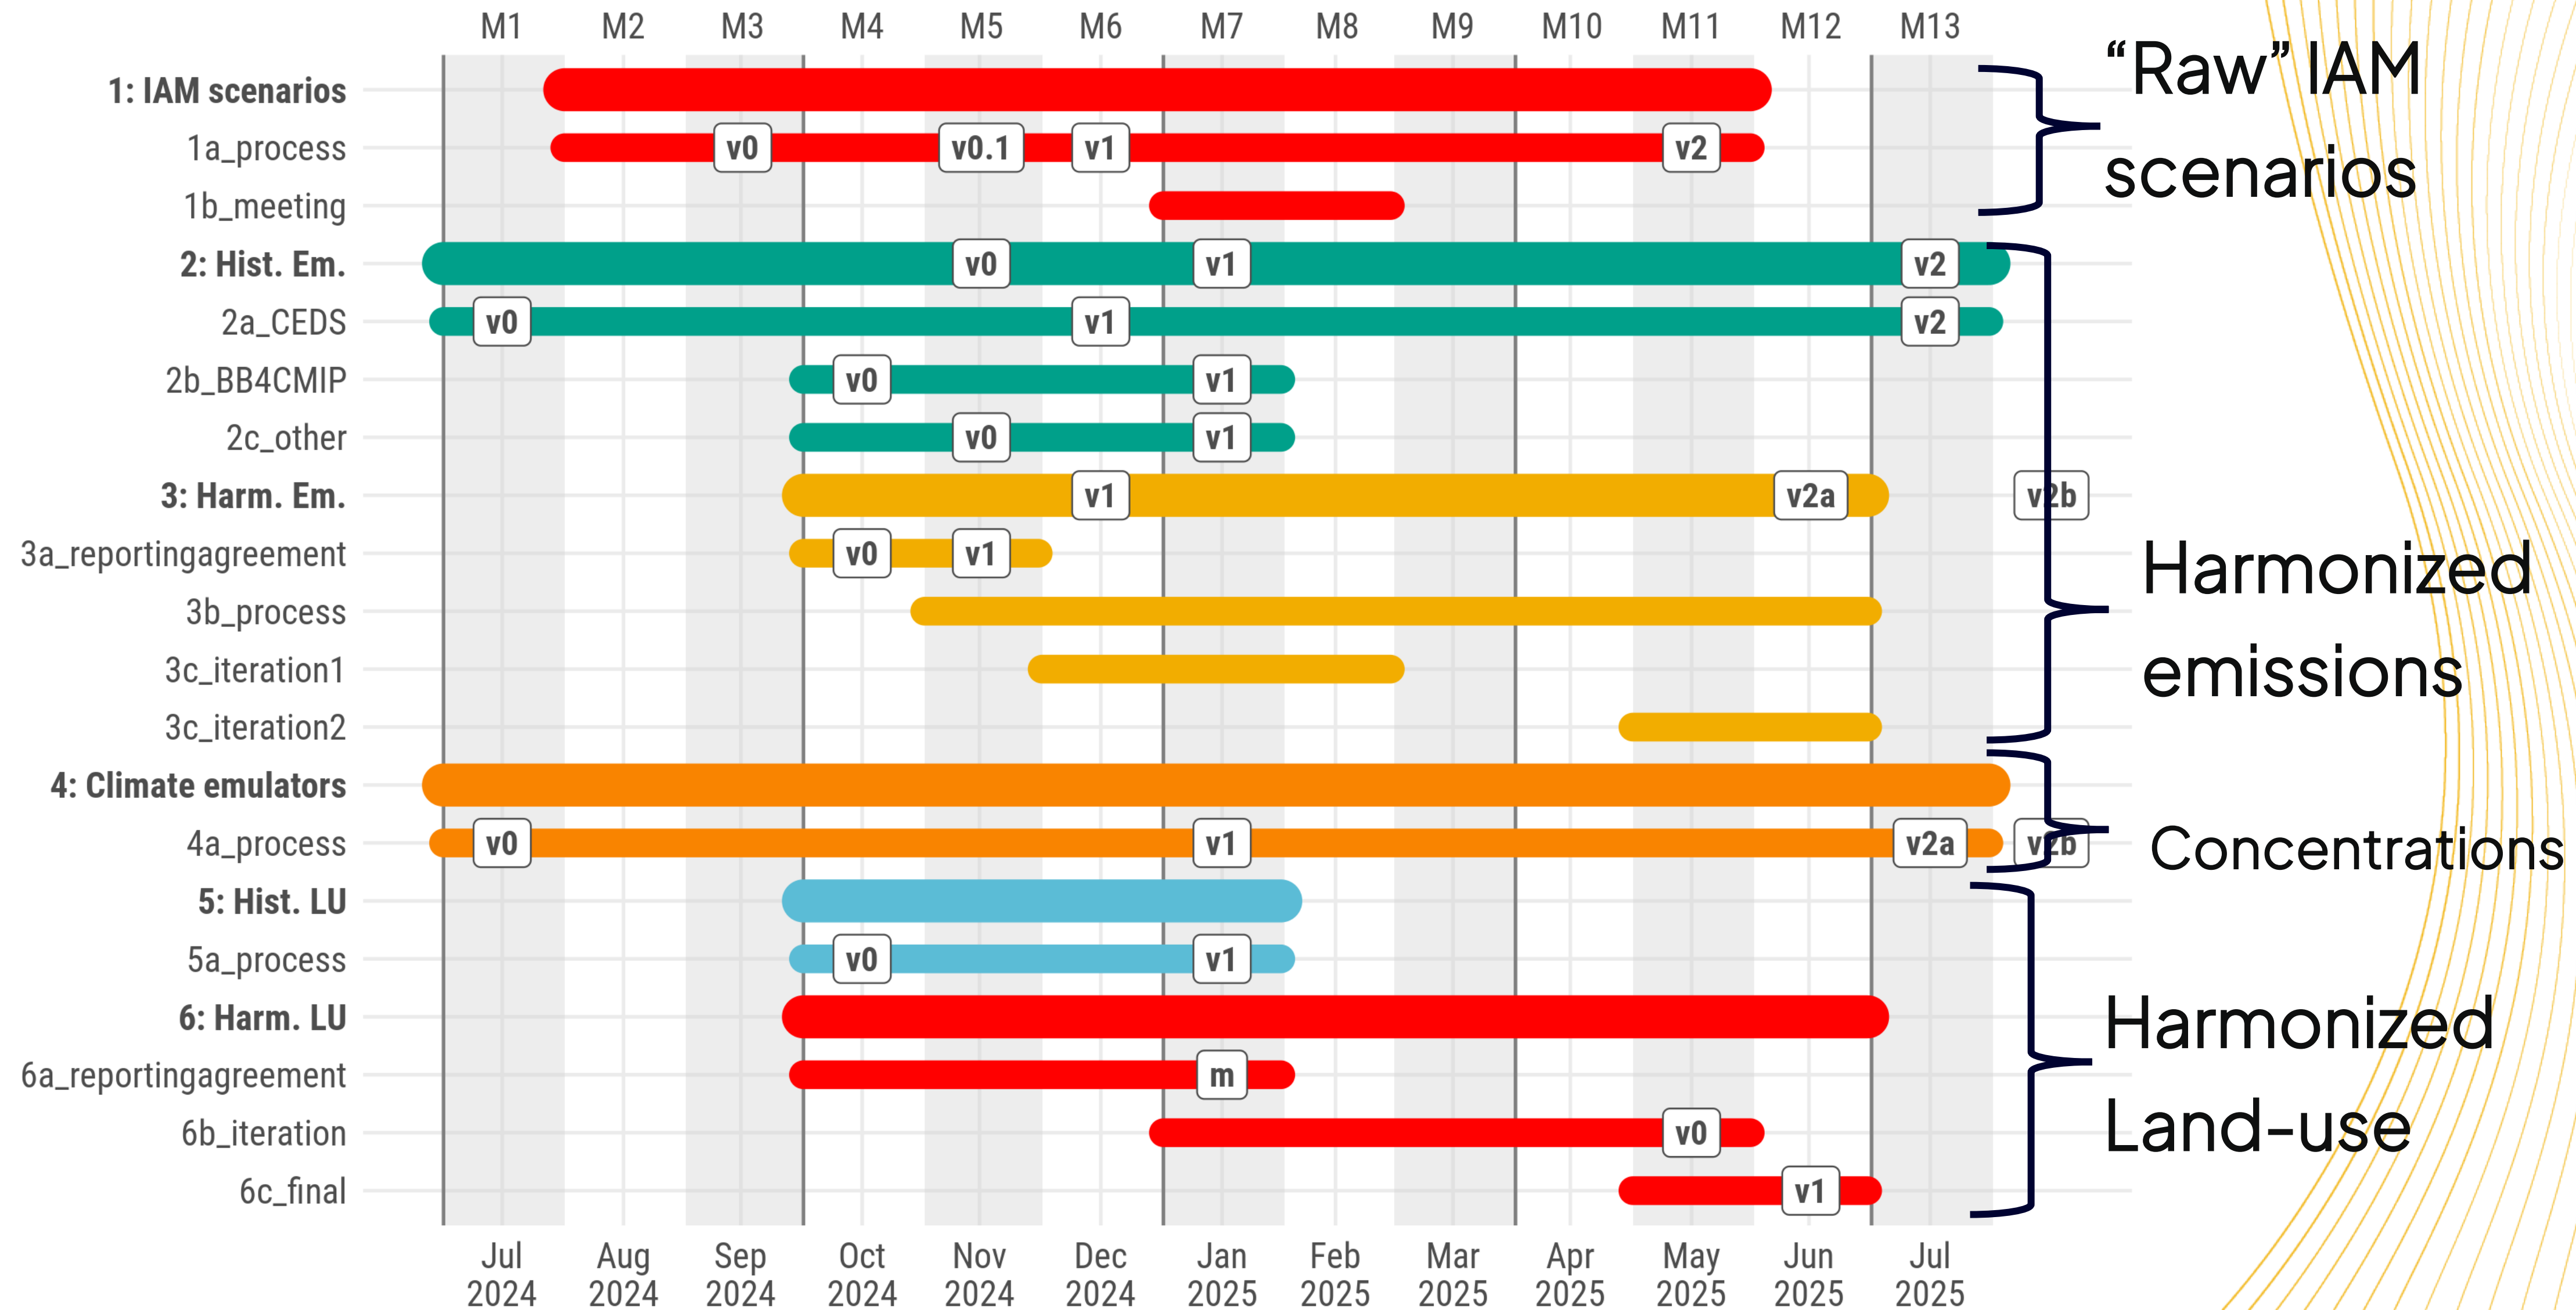 M1 M2 M3 M4 M5 M6 M7 M8 M9 M10 M11 M12 M13
1: IAM scenarios
1a_process v0 v0.1 v1 v2
1b_meeting
“Raw” IAM
scenarios
2: Hist. Em. v0 v1 v2
2a_CEDS v0 v1 v2
2b_BB4CMIP v0 v1
2c_other v0 v1
3: Harm. Em. v1 v2a v2b
3a_reportingagreement v0 v1
3b_process
3c_iteration1
3c_iteration2
Harmonized
emissions
4: Climate emulators
4a_process v0 v1 v2a v2b
Concentrations
5: Hist. LU
5a_process v0 v1
6: Harm. LU
6a_reportingagreement m
6b_iteration v0
6c_final v1
Harmonized
Land-use
Jul Aug Sep Oct Nov Dec Jan Feb Mar Apr May Jun Jul
2024 2024 2024 2024 2024 2024 2025 2025 2025 2025 2025 2025 2025